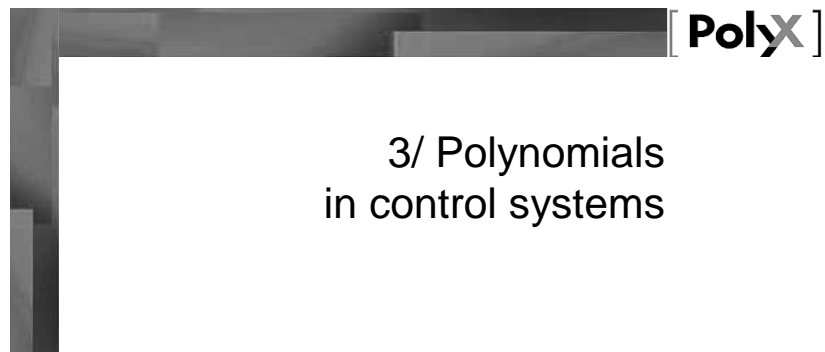 [ PolyX ]
3/ Polynomials
in control systems